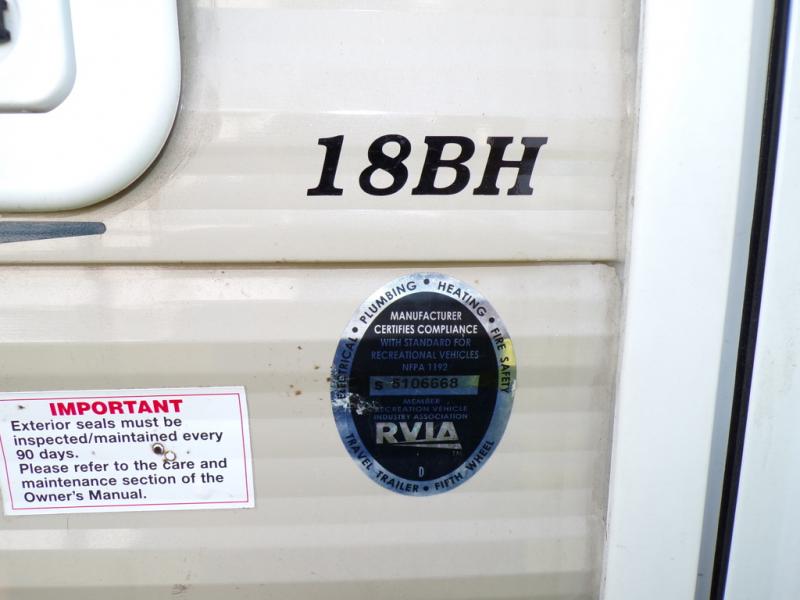 18BH
ELECTRICAL • PLUMBING • HEATING • FIRE SAFETY
MANUFACTURER
CERTIFIES COMPLIANCE
WITH STANDARD FOR
RECREATIONAL VEHICLES
NFPA 1192
S 5106668
MEMBER
RECREATION VEHICLE
INDUSTRY ASSOCIATION
RVIA
TM
D
TRAVEL TRAILER • FIFTH WHEEL
IMPORTANT
Exterior seals must be
inspected/maintained every
90 days.
Please refer to the care and
maintenance section of the
Owner's Manual.